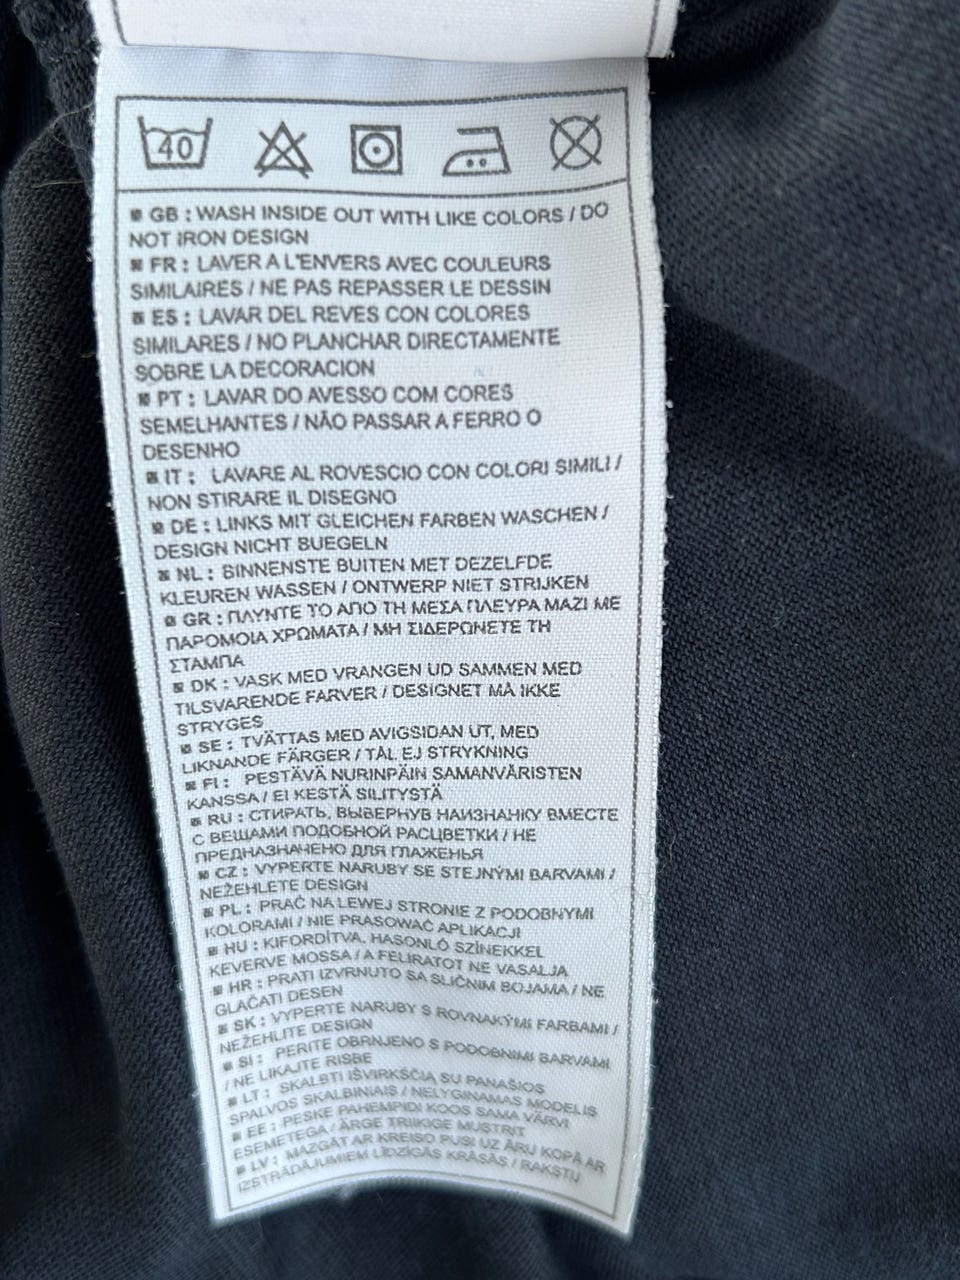 40
GB : WASH INSIDE OUT WITH LIKE COLORS / DO
NOT IRON DESIGN
FR : LAVER A L'ENVERS AVEC COULEURS
SIMILAIRES / NE PAS REPASSER LE DESSIN
ES : LAVAR DEL REVES CON COLORES
SIMILARES / NO PLANCHAR DIRECTAMENTE
SOBRE LA DECORACION
PT : LAVAR DO AVESSO COM CORES
SEMELHANTES / NÃO PASSAR A FERRO O
DESENHO
IT : LAVARE AL ROVESCIO CON COLORI SIMILI /
NON STIRARE IL DISEGNO
DE : LINKS MIT GLEICHEN FARBEN WASCHEN /
DESIGN NICHT BUEGELN
NL : BINNENSTE BUITEN MET DEZELFDE
KLEUREN WASSEN / ONTWERP NIET STRIJKEN
GR : ΠΛΥΝΤΕ ΤΟ ΑΠΟ ΤΗ ΜΕΣΑ ΠΛΕΥΡΑ ΜΑΖΙ ΜΕ
ΠΑΡΟΜΟΙΑ ΧΡΩΜΑΤΑ / ΜΗ ΣΙΔΕΡΩΝΕΤΕ ΤΗ
ΣΤΑΜΠΑ
DK : VASK MED VRANGEN UD SAMMEN MED
TILSVARENDE FARVER / DESIGNET MÅ IKKE
STRYGES
SE : TVÄTTAS MED AVIGSIDAN UT, MED
LIKNANDE FÄRGER / TÅL EJ STRYKNING
FI : PESTÄVÄ NURINPÄIN SAMANVÄRISTEN
KANSSA / EI KESTÄ SILITYSTÄ
RU : СТИРАТЬ, ВЫВЕРНУВ НАИЗНАНКУ ВМЕСТЕ
С ВЕЩАМИ ПОДОБНОЙ РАСЦВЕТКИ / НЕ
ПРЕДНАЗНАЧЕНО ДЛЯ ГЛАЖЕНЬЯ
CZ : VYPERTE NARUBY SE STEJNÝMI BARVAMI /
NEŽEHLETE DESIGN
PL : PRAĆ NA LEWEJ STRONIE Z PODOBNYMI
KOLORAMI / NIE PRASOWAĆ APLIKACJI
HU : KIFORDÍTVA, HASONLÓ SZÍNEKKEL
KEVERVE MOSSA / A FELIRATOT NE VASALJA
HR : PRATI IZVRNUTO SA SLIČNIM BOJAMA / NE
GLAČATI DESEN
SK : VYPERTE NARUBY S ROVNAKÝMI FARBAMI /
NEŽEHLITE DESIGN
SI : PERITE OBRNJENO S PODOBNIMI BARVAMI
/ NE LIKAJTE RISBE
LT : SKALBTI IŠVIRKŠČIĄ SU PANAŠIOS
SPALVOS SKALBINIAIS / NELYGINAMAS MODELIS
EE : PESKE PAHEMPIDI KOOS SAMA VÄRVI
ESEMETEGA / ÄRGE TRIIKIGE MUSTRIT
LV : MAZGĀT AR KREISO PUSI UZ ĀRU KOPĀ AR
IZSTRĀDĀJUMIEM LĪDZĪGĀS KRĀSĀS / RAKSTU